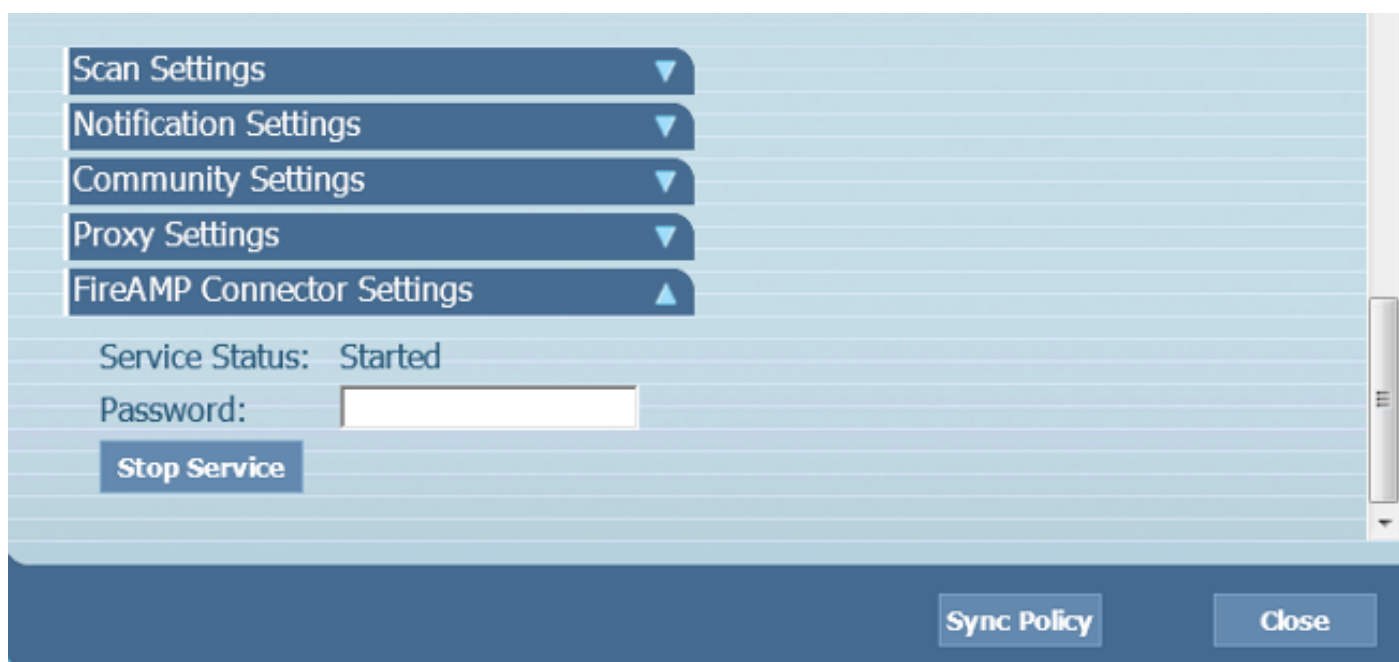 Scan Settings
Notification Settings
Community Settings
Proxy Settings
FireAMP Connector Settings
Service Status: Started
Password:
Stop Service
Sync Policy Close